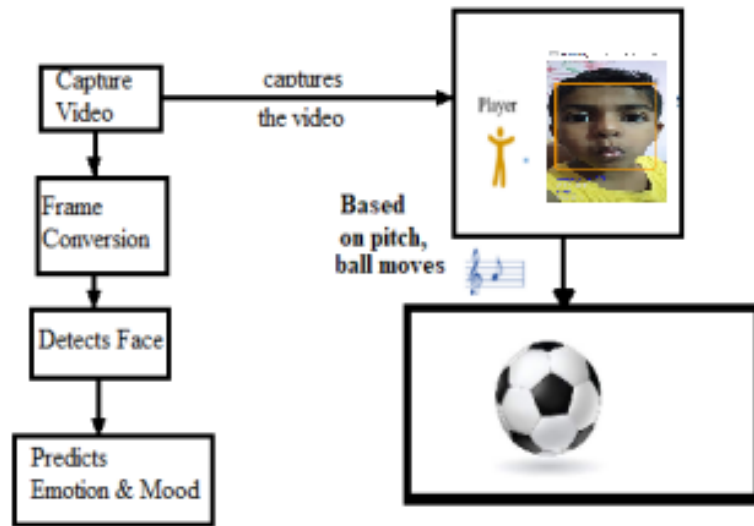 Capture
Video
captures
the video
Player
Frame
Conversion
Based
on pitch,
ball moves
Detects Face
Predicts
Emotion & Mood